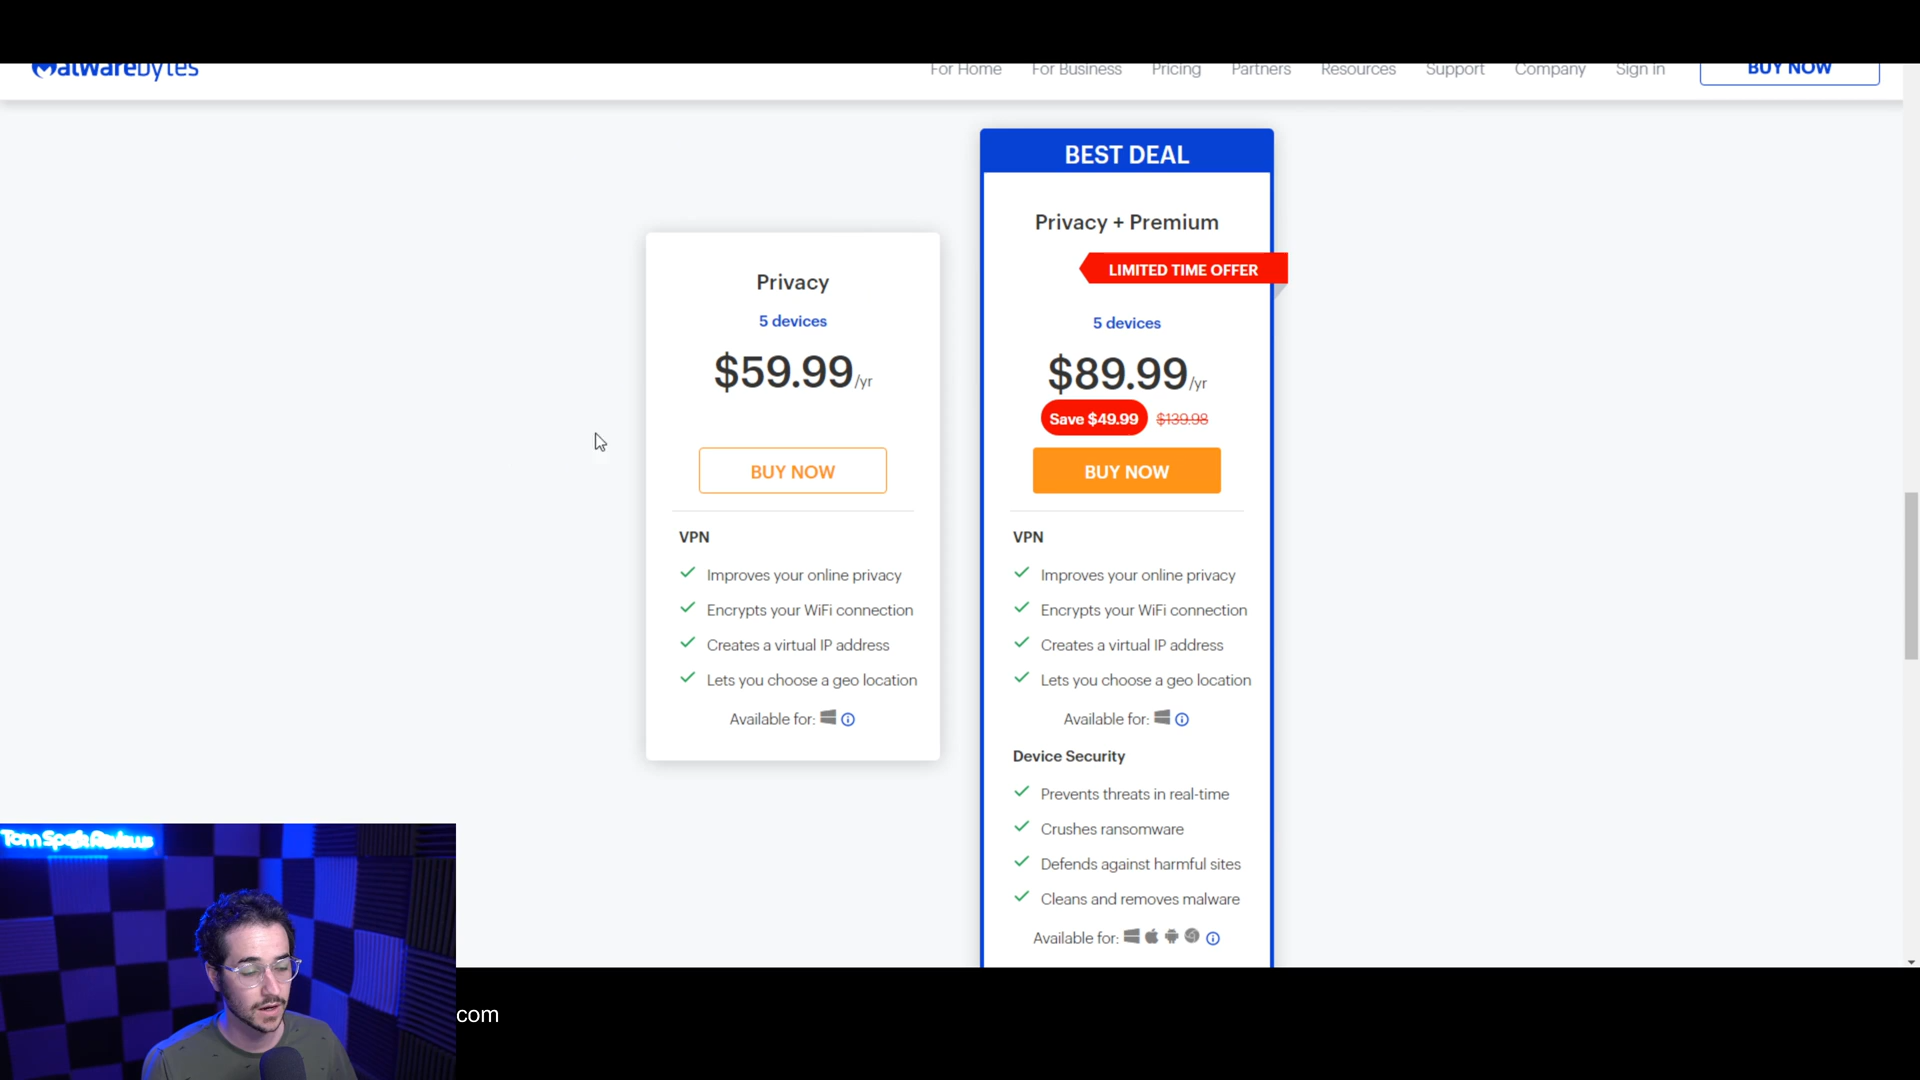 Malwarebytes
For Home
For Business
Pricing
Partners
Resources
Support
Company
Sign in
BUY NOW
Privacy
5 devices
$59.99/yr
BUY NOW
VPN
Improves your online privacy
Encrypts your WiFi connection
Creates a virtual IP address
Lets you choose a geo location
Available for:
BEST DEAL
Privacy + Premium
LIMITED TIME OFFER
5 devices
$89.99/yr
Save $49.99 $139.98
BUY NOW
VPN
Improves your online privacy
Encrypts your WiFi connection
Creates a virtual IP address
Lets you choose a geo location
Available for:
Device Security
Prevents threats in real-time
Crushes ransomware
Defends against harmful sites
Cleans and removes malware
Available for:
Tom Spark Reviews
com